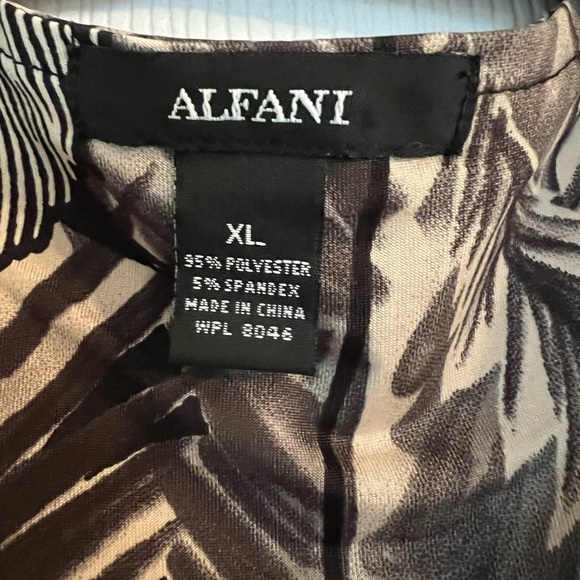 ALFANI
XL
95% POLYESTER
5% SPANDEX
MADE IN CHINA
WPL 8046